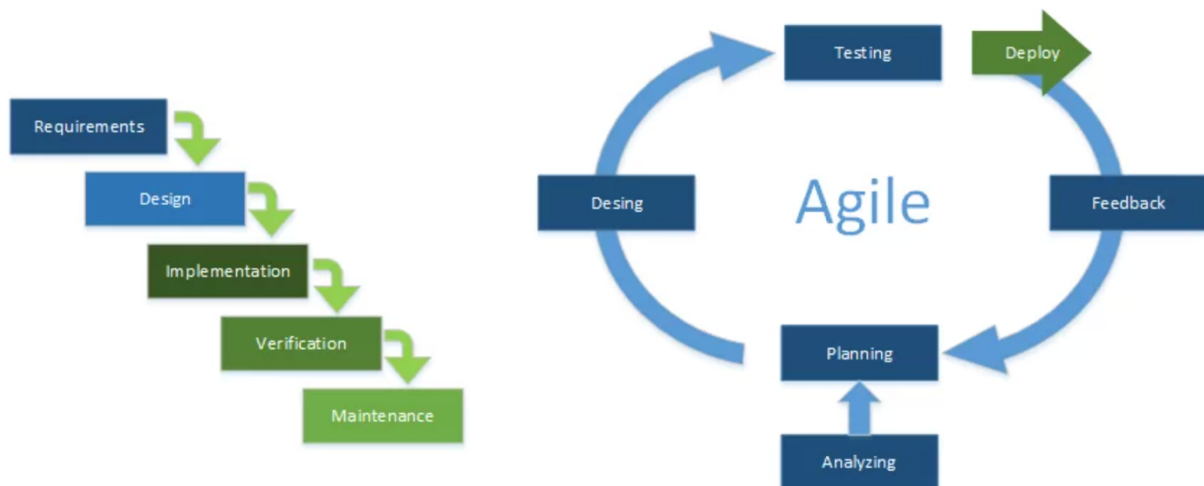 Requirements
Design
Implementation
Verification
Maintenance
Testing
Deploy
Desing
Agile
Feedback
Planning
Analyzing